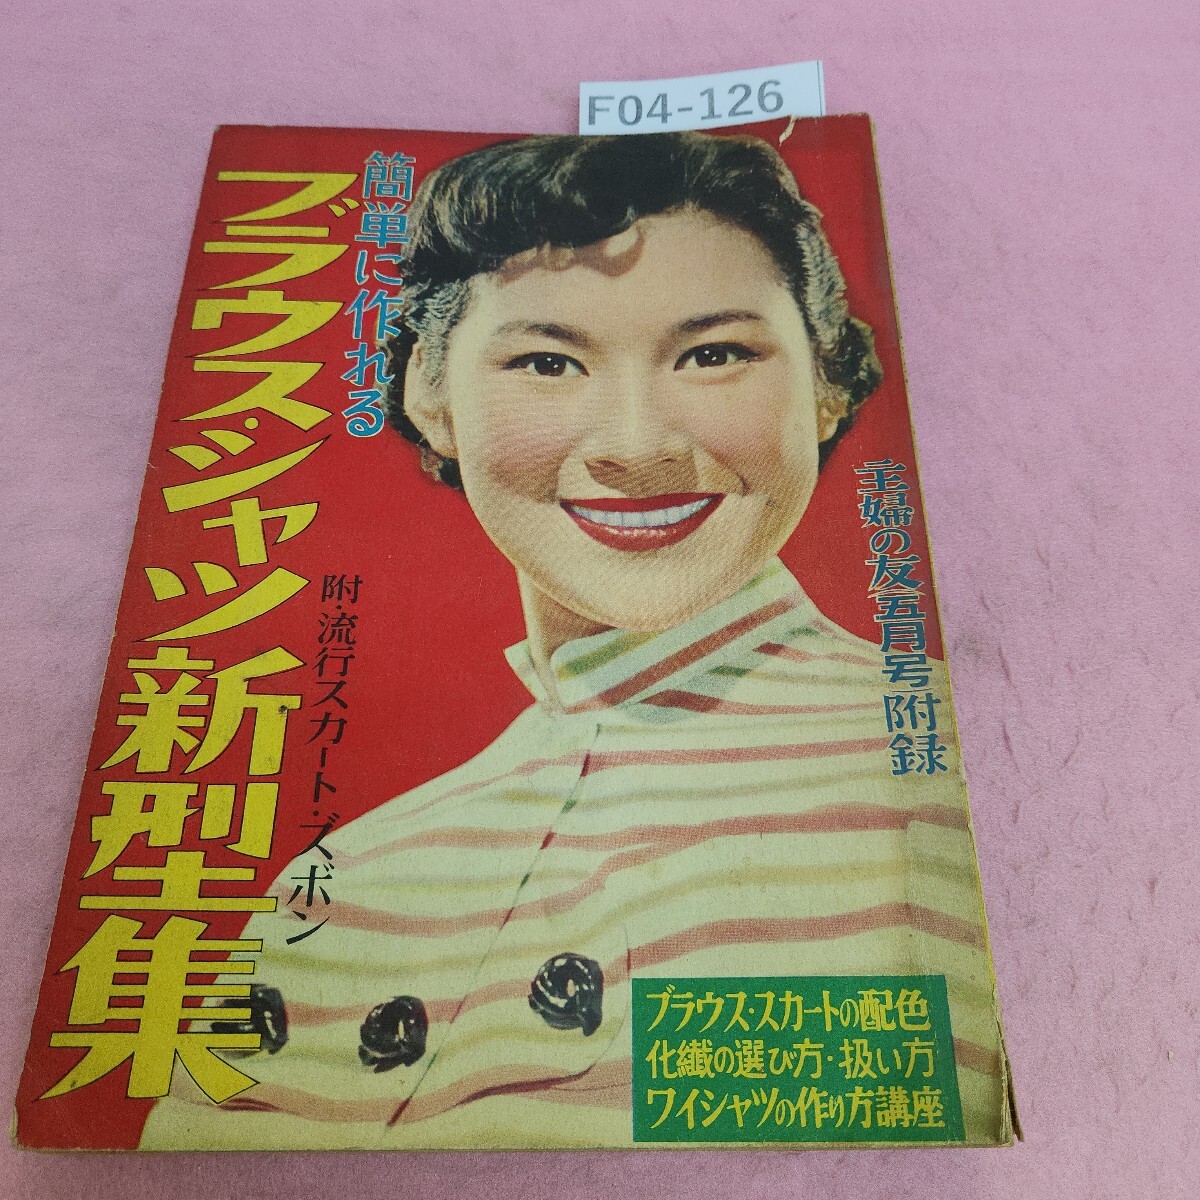 F04-126
簡単に作れる
ブラウス・シャツ新型集
附・流行スカート・ズボン
主婦の友五月号附録
ブラウス・スカートの配色
化繊の選び方・扱い方
ワイシャツの作り方講座